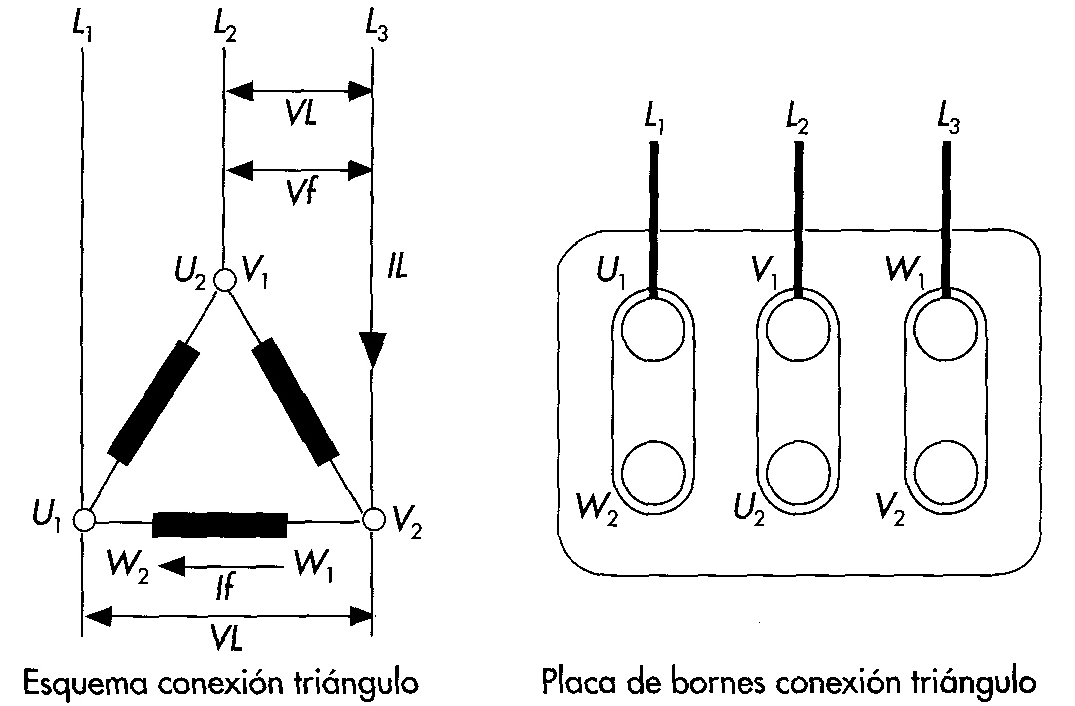 L1 L2 L3
VL
Vf
IL
U2 V1
U1 V2
W2 W1
If
VL
Esquema conexión triángulo
L1 L2 L3
U1 V1 W1
W2 U2 V2
Placa de bornes conexión triángulo